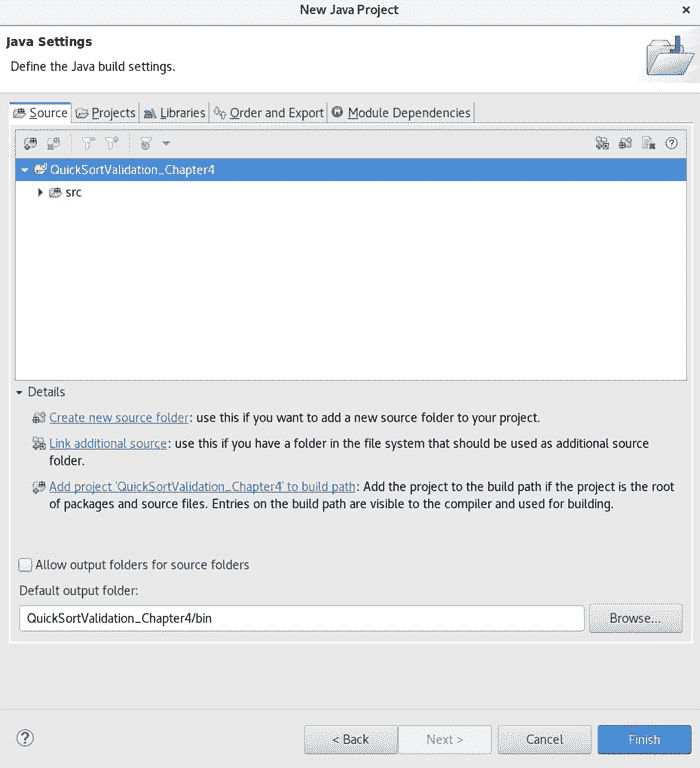 New Java Project
×
Java Settings
Define the Java build settings.
Source Projects Libraries Order and Export Module Dependencies
QuickSortValidation_Chapter4
src
Details
Create new source folder: use this if you want to add a new source folder to your project.
Link additional source: use this if you have a folder in the file system that should be used as additional source
folder.
Add project 'QuickSortValidation_Chapter4' to build path: Add the project to the build path if the project is the root
of packages and source files. Entries on the build path are visible to the compiler and used for building.
Allow output folders for source folders
Default output folder:
QuickSortValidation_Chapter4/bin Browse...
? < Back Next > Cancel Finish